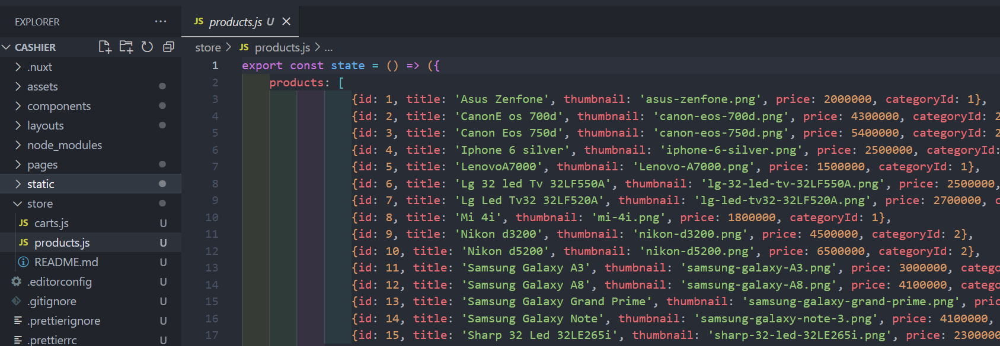 EXPLORER ...
CASHIER
.nuxt
assets
components
layouts
node_modules
pages
static
store
JS carts.js U
JS products.js U
README.md U
.editorconfig U
.gitignore U
.prettierignore U
.prettierrc U
JS products.js U
store > JS products.js > ...
1 export const state = () => ({
2 products: [
3 {id: 1, title: 'Asus Zenfone', thumbnail: 'asus-zenfone.png', price: 2000000, categoryId: 1},
4 {id: 2, title: 'CanonE os 700d', thumbnail: 'canon-eos-700d.png', price: 4300000, categoryId: 2
5 {id: 3, title: 'Canon Eos 750d', thumbnail: 'canon-eos-750d.png', price: 5400000, categoryId: 2
6 {id: 4, title: 'Iphone 6 silver', thumbnail: 'iphone-6-silver.png', price: 2500000, categoryId:
7 {id: 5, title: 'LenovoA7000', thumbnail: 'Lenovo-A7000.png', price: 1500000, categoryId: 1},
8 {id: 6, title: 'Lg 32 led Tv 32LF550A', thumbnail: 'lg-32-led-tv-32LF550A.png', price: 2500000,
9 {id: 7, title: 'Lg Led Tv32 32LF520A', thumbnail: 'lg-led-tv32-32LF520A.png', price: 2700000, c
10 {id: 8, title: 'Mi 4i', thumbnail: 'mi-4i.png', price: 1800000, categoryId: 1},
11 {id: 9, title: 'Nikon d3200', thumbnail: 'nikon-d3200.png', price: 4500000, categoryId: 2},
12 {id: 10, title: 'Nikon d5200', thumbnail: 'nikon-d5200.png', price: 6500000, categoryId: 2},
13 {id: 11, title: 'Samsung Galaxy A3', thumbnail: 'samsung-galaxy-A3.png', price: 3000000, catego
14 {id: 12, title: 'Samsung Galaxy A8', thumbnail: 'samsung-galaxy-A8.png', price: 4100000, catego
15 {id: 13, title: 'Samsung Galaxy Grand Prime', thumbnail: 'samsung-galaxy-grand-prime.png', pric
16 {id: 14, title: 'Samsung Galaxy Note', thumbnail: 'samsung-galaxy-note-3.png', price: 4100000,
17 {id: 15, title: 'Sharp 32 Led 32LE265i', thumbnail: 'sharp-32-led-32LE265i.png', price: 2300000